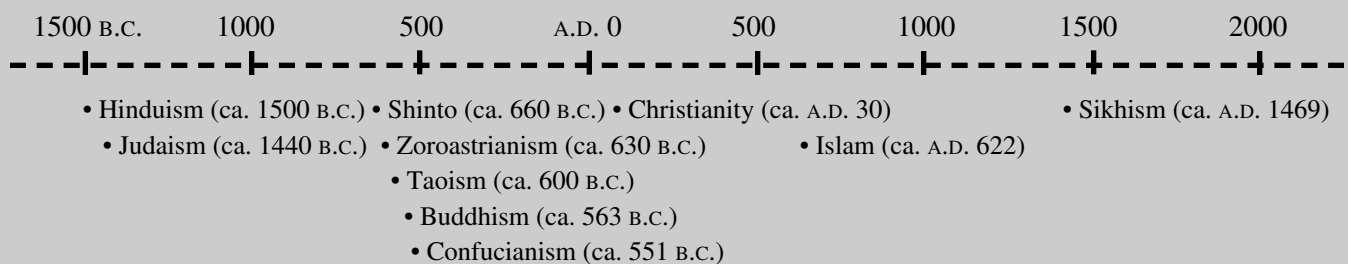 1500 B.C. 1000 500 A.D. 0 500 1000 1500 2000
• Hinduism (ca. 1500 B.C.) • Shinto (ca. 660 B.C.) • Christianity (ca. A.D. 30) • Sikhism (ca. A.D. 1469)
• Judaism (ca. 1440 B.C.) • Zoroastrianism (ca. 630 B.C.) • Islam (ca. A.D. 622)
• Taoism (ca. 600 B.C.)
• Buddhism (ca. 563 B.C.)
• Confucianism (ca. 551 B.C.)